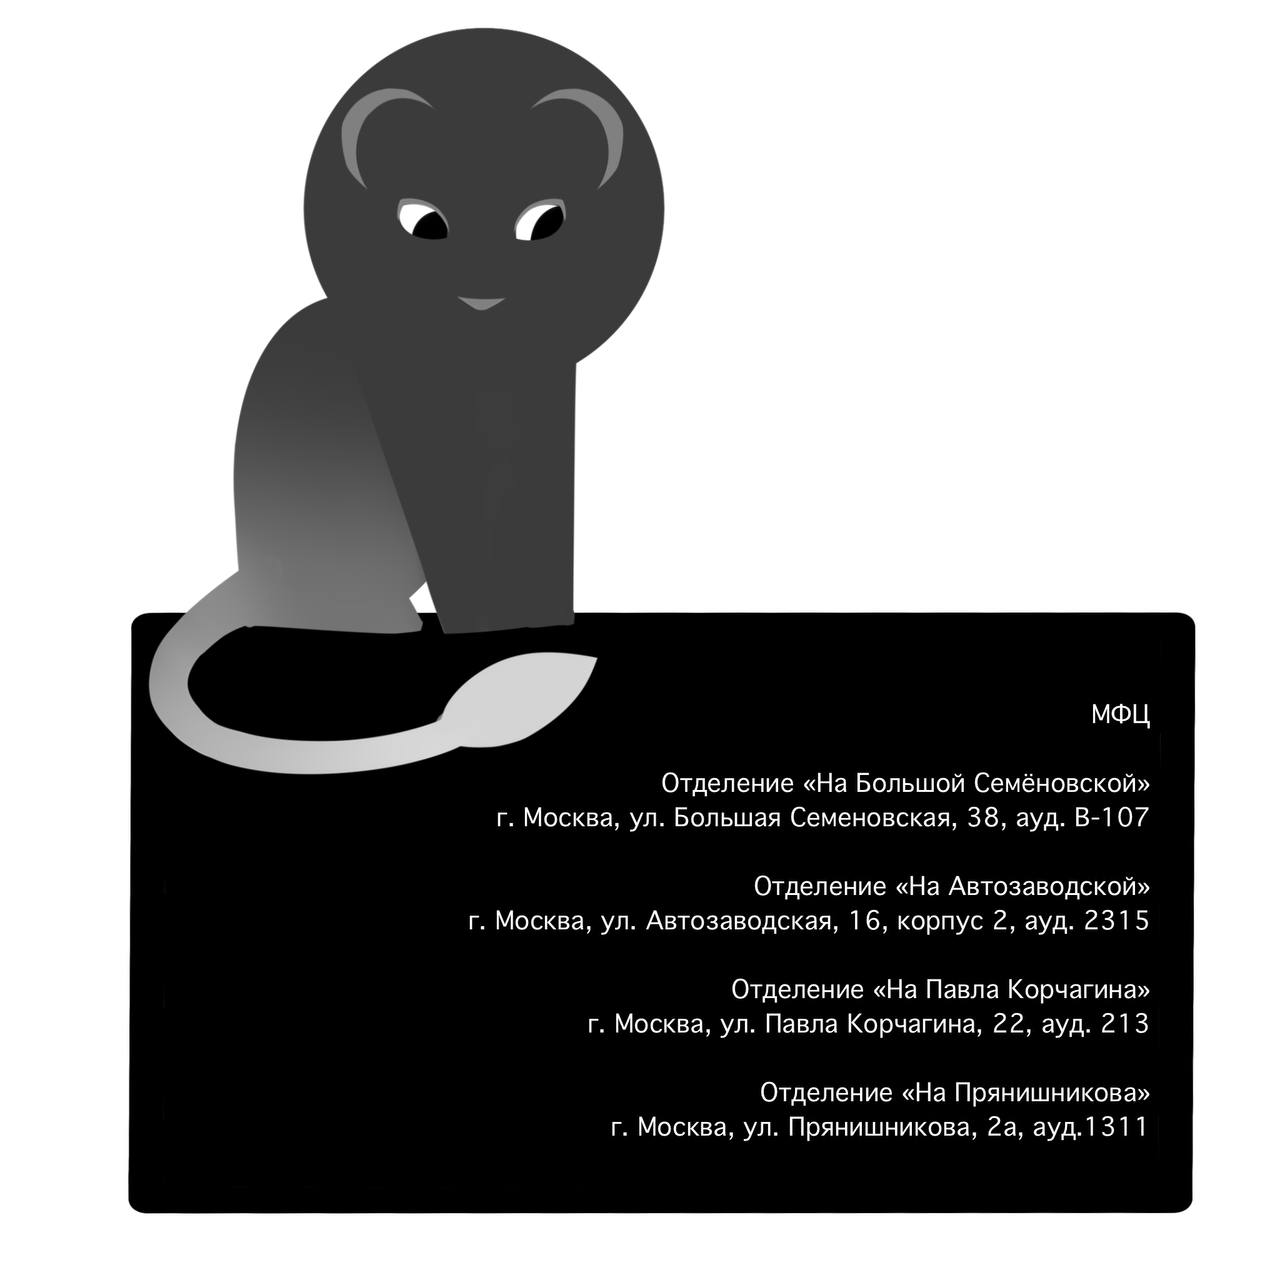 МФЦ
Отделение «На Большой Семёновской»
г. Москва, ул. Большая Семеновская, 38, ауд. В-107
Отделение «На Автозаводской»
г. Москва, ул. Автозаводская, 16, корпус 2, ауд. 2315
Отделение «На Павла Корчагина»
г. Москва, ул. Павла Корчагина, 22, ауд. 213
Отделение «На Прянишникова»
г. Москва, ул. Прянишникова, 2а, ауд.1311